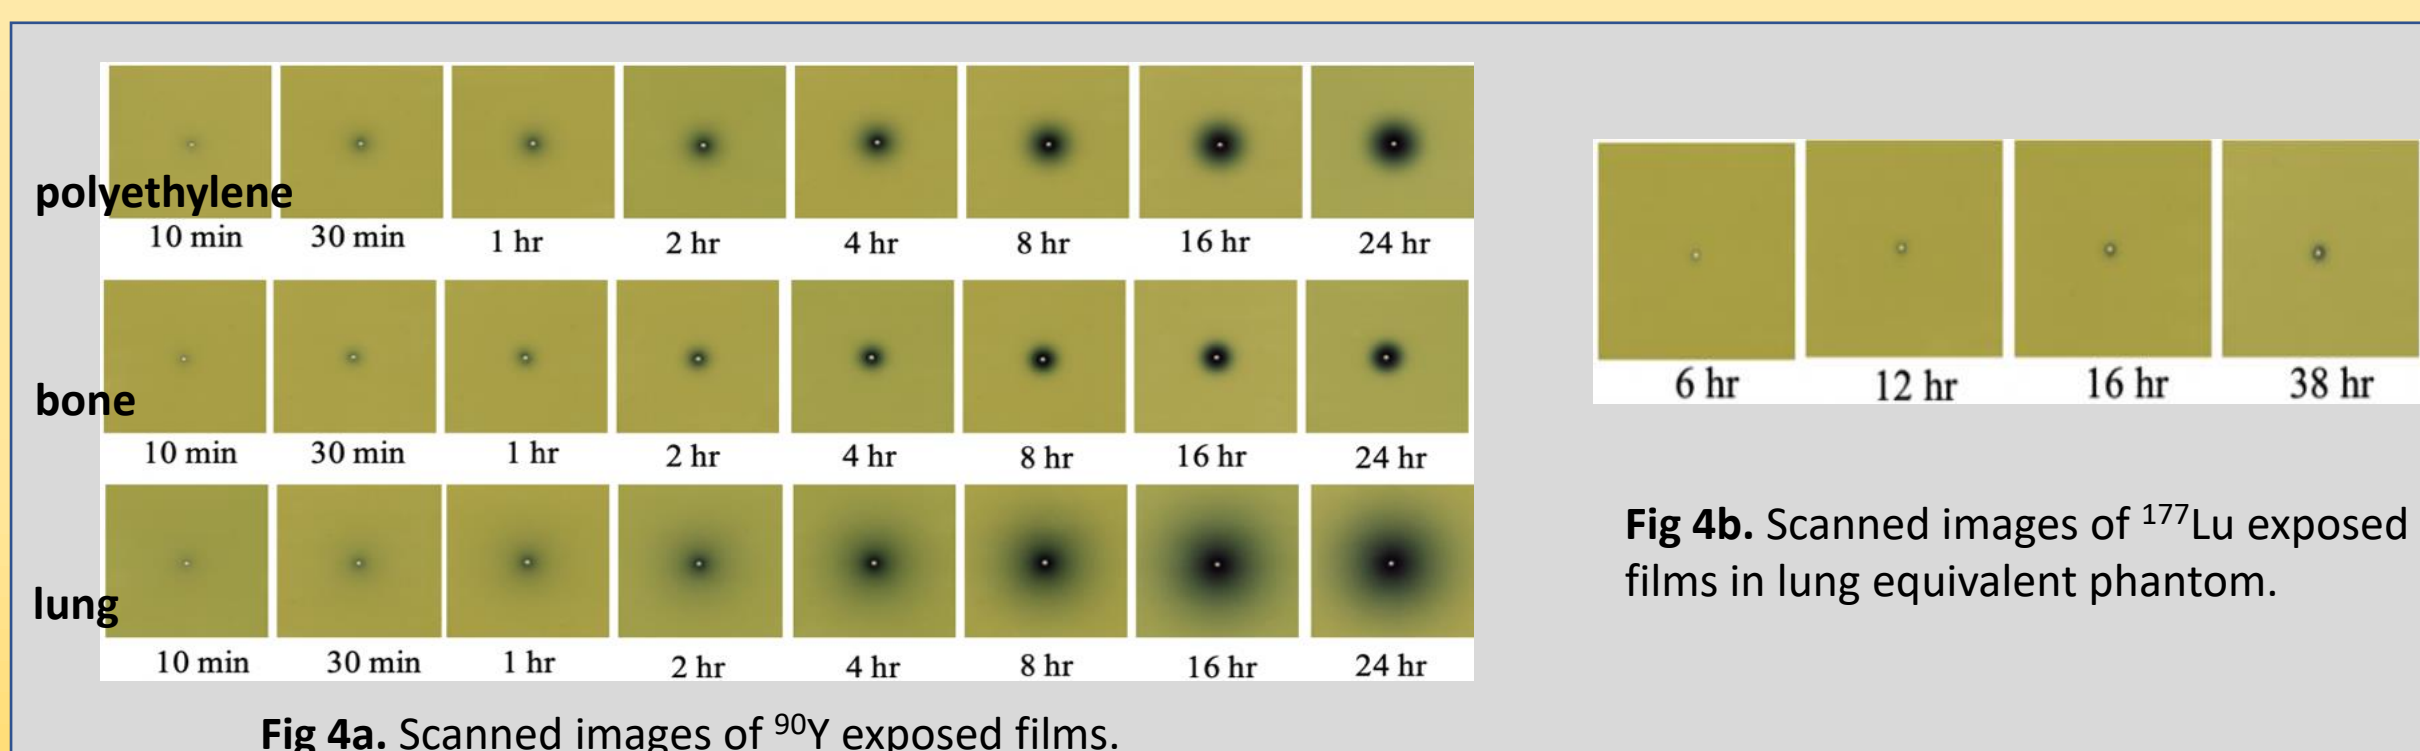 polyethylene
10 min 30 min 1 hr 2 hr 4 hr 8 hr 16 hr 24 hr
bone
10 min 30 min 1 hr 2 hr 4 hr 8 hr 16 hr 24 hr
lung
10 min 30 min 1 hr 2 hr 4 hr 8 hr 16 hr 24 hr
Fig 4a. Scanned images of ⁹⁰Y exposed films.
6 hr 12 hr 16 hr 38 hr
Fig 4b. Scanned images of ¹⁷⁷Lu exposed
films in lung equivalent phantom.